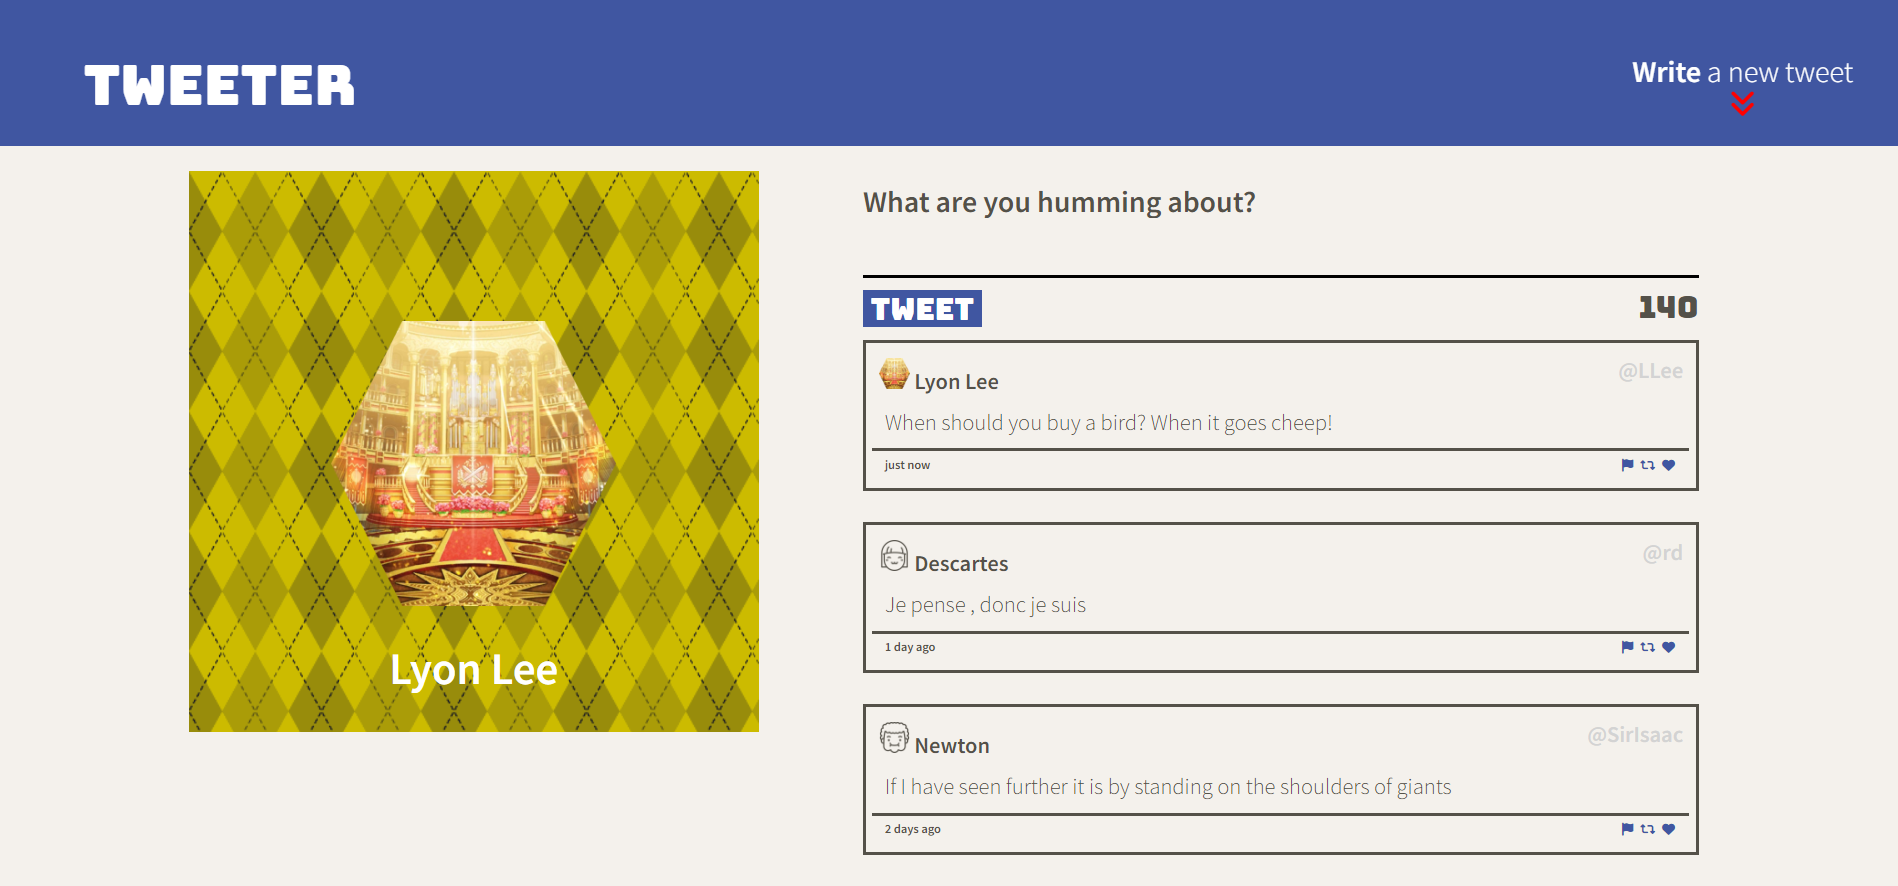 TWEETER
Write a new tweet
Lyon Lee
What are you humming about?
TWEET
140
Lyon Lee
@LLee
When should you buy a bird? When it goes cheep!
just now
Descartes
@rd
Je pense , donc je suis
1 day ago
Newton
@SirIsaac
If I have seen further it is by standing on the shoulders of giants
2 days ago